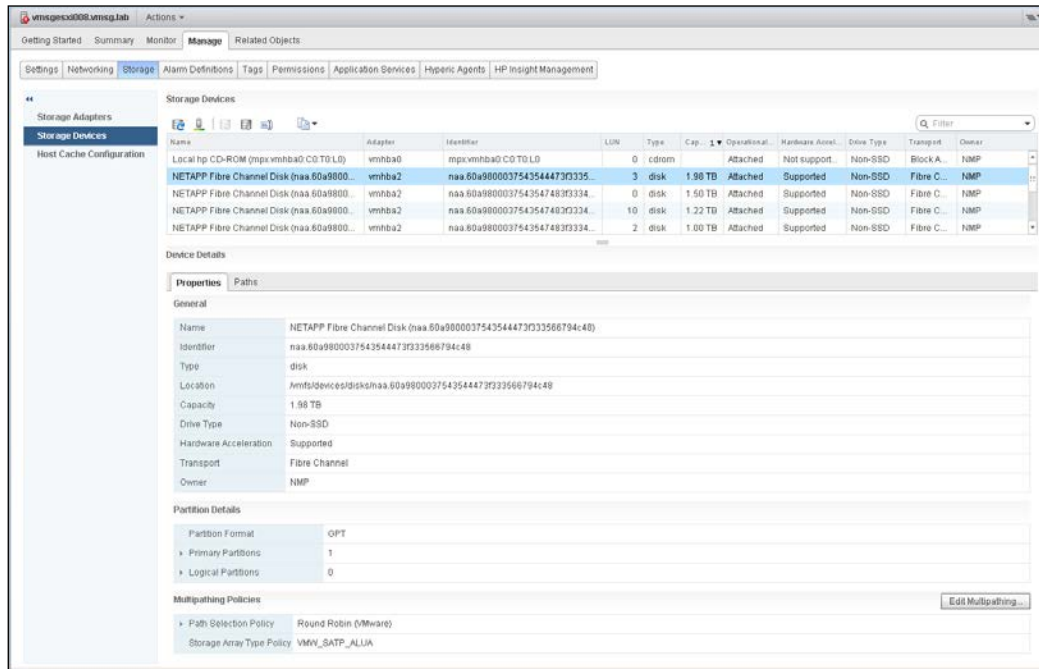 vmsgesxi008.vmsg.lab Actions
Getting Started Summary Monitor Manage Related Objects
Settings Networking Storage Alarm Definitions Tags Permissions Application Services Hyperic Agents HP Insight Management
Storage Adapters
Storage Devices
Host Cache Configuration
Storage Devices
Filter
Name Adapter Identifier LUN Type Cap... 1 Operational... Hardware Accel... Drive Type Transport Owner
Local hp CD-ROM (mpx.vmhba0:C0:T0:L0) vmhba0 mpx.vmhba0:C0:T0:L0 0 cdrom Attached Not support... Non-SSD Block A... NMP
NETAPP Fibre Channel Disk (naa.60a9800... vmhba2 naa.60a9800037543544473f3335... 3 disk 1.98 TB Attached Supported Non-SSD Fibre C... NMP
NETAPP Fibre Channel Disk (naa.60a9800... vmhba2 naa.60a9800037543547483f3334... 0 disk 1.50 TB Attached Supported Non-SSD Fibre C... NMP
NETAPP Fibre Channel Disk (naa.60a9800... vmhba2 naa.60a9800037543547483f3334... 10 disk 1.22 TB Attached Supported Non-SSD Fibre C... NMP
NETAPP Fibre Channel Disk (naa.60a9800... vmhba2 naa.60a9800037543547483f3334... 2 disk 1.00 TB Attached Supported Non-SSD Fibre C... NMP
Device Details
Properties Paths
General
Name NETAPP Fibre Channel Disk (naa.60a9800037543544473f333566794c48)
Identifier naa.60a9800037543544473f333566794c48
Type disk
Location /vmfs/devices/disks/naa.60a9800037543544473f333566794c48
Capacity 1.98 TB
Drive Type Non-SSD
Hardware Acceleration Supported
Transport Fibre Channel
Owner NMP
Partition Details
Partition Format GPT
Primary Partitions 1
Logical Partitions 0
Multipathing Policies Edit Multipathing...
Path Selection Policy Round Robin (VMware)
Storage Array Type Policy VMW_SATP_ALUA